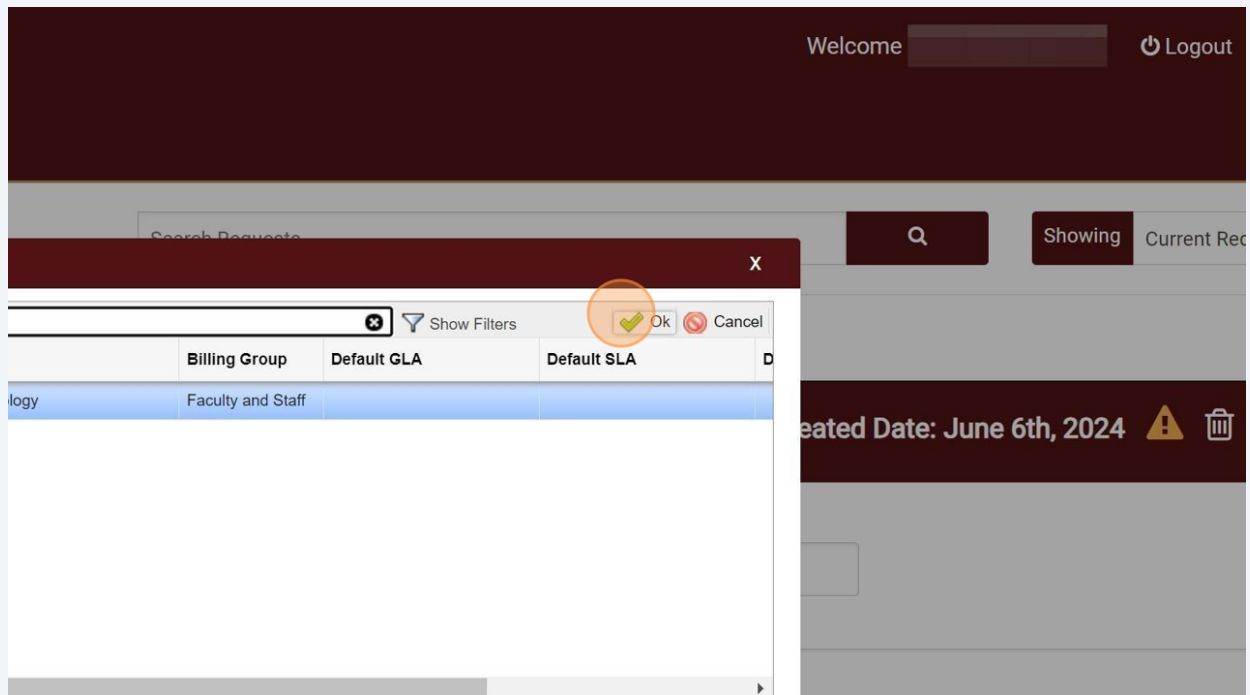 Welcome
Logout
Search Requests
Showing
Current Rec
X
Show Filters
Ok
Cancel
Billing Group
Default GLA
Default SLA
D
logy
Faculty and Staff
eated Date: June 6th, 2024